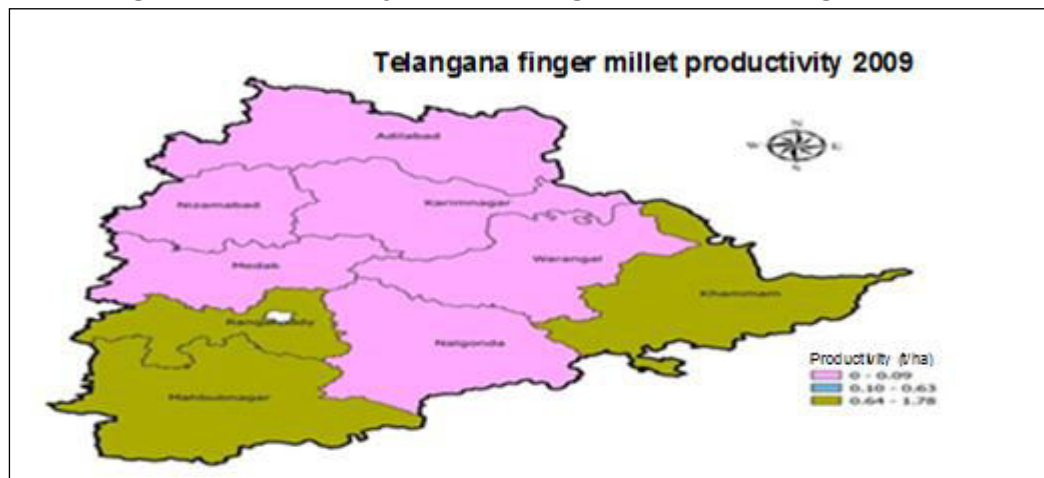 Telangana finger millet productivity 2009
N
W E
S
Adilabad
Nizamabad
Karimnagar
Medak
Warangal
Khammam
Nalgonda
Mahbubnagar
Productivity (t/ha)
0 - 0.09
0.10 - 0.63
0.64 - 1.78